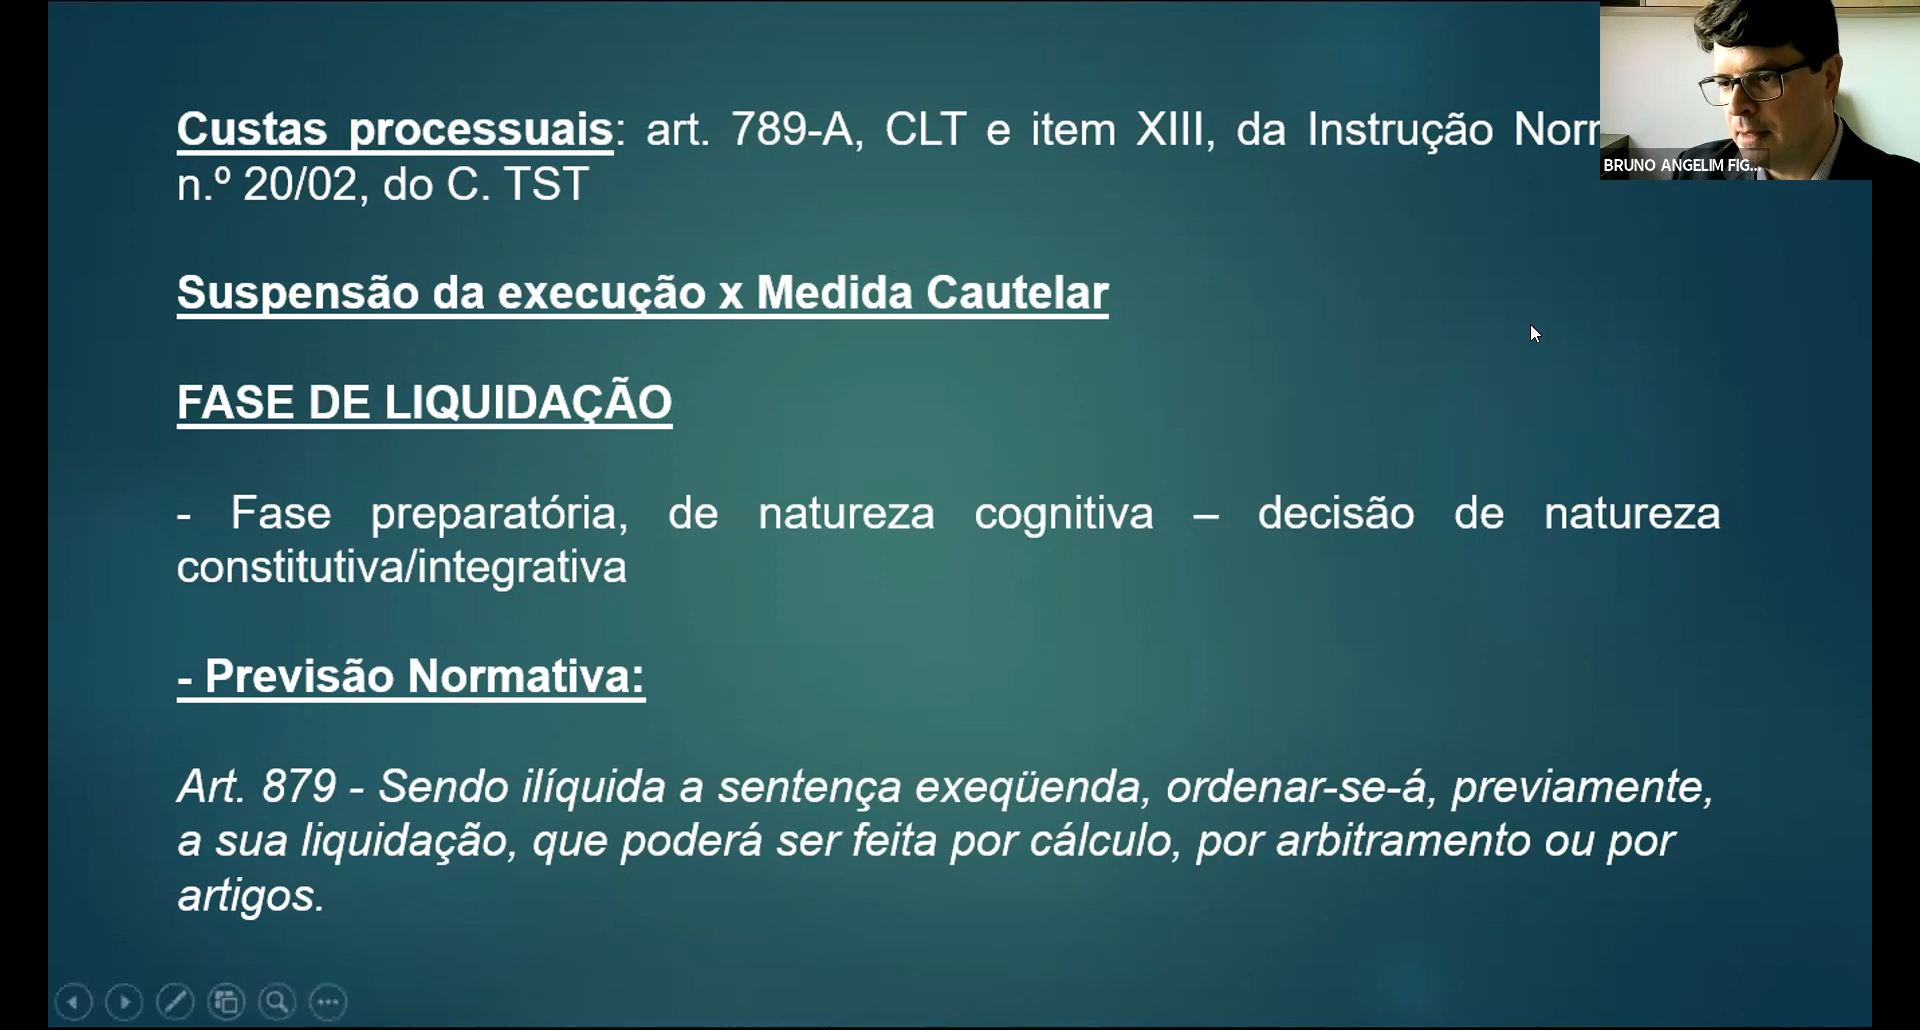 Custas processuais: art. 789-A, CLT e item XIII, da Instrução
n.º 20/02, do C. TST
BRUNO ANGELIM FIG...
Suspensão da execução x Medida Cautelar
FASE DE LIQUIDAÇÃO
- Fase preparatória, de natureza cognitiva – decisão de natureza
constitutiva/integrativa
- Previsão Normativa:
Art. 879 - Sendo ilíquida a sentença exeqüenda, ordenar-se-á, previamente,
a sua liquidação, que poderá ser feita por cálculo, por arbitramento ou por
artigos.